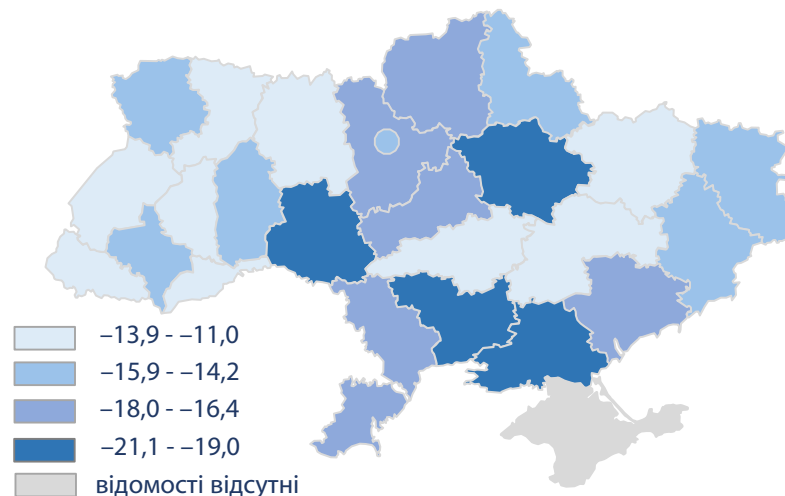 –13,9 - –11,0
–15,9 - –14,2
–18,0 - –16,4
–21,1 - –19,0
відомості відсутні